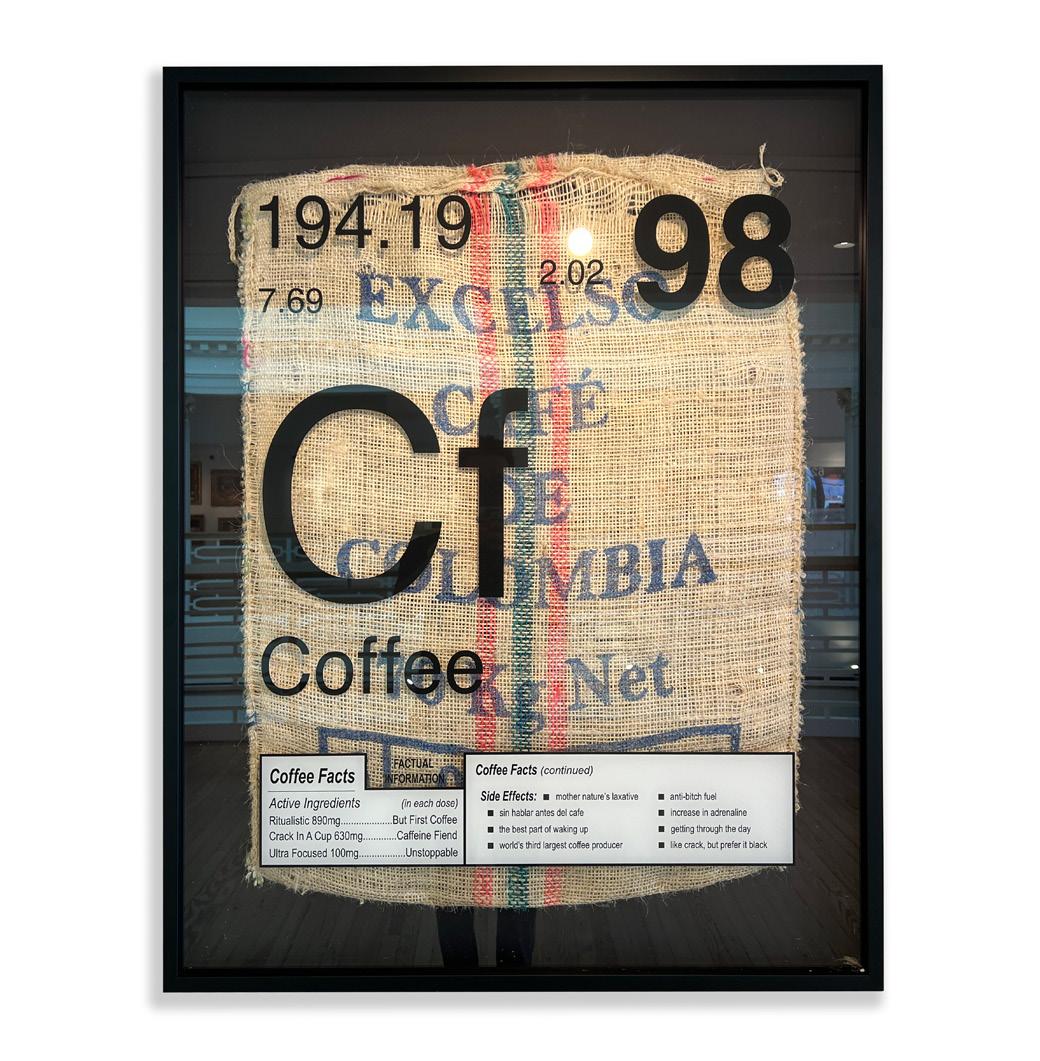 194.19
98
7.69
2.02
EXCELSO
CAFÉ
DE
COLOMBIA
Cf
Coffee
Kg Net
Coffee Facts
FACTUAL
INFORMATION
Active Ingredients (in each dose)
Ritualistic 890mg....................But First Coffee
Crack In A Cup 630mg.............Caffeine Fiend
Ultra Focused 100mg..................Unstoppable
Coffee Facts (continued)
Side Effects: ■ mother nature's laxative
■ sin hablar antes del cafe
■ the best part of waking up
■ world's third largest coffee producer
■ anti-bitch fuel
■ increase in adrenaline
■ getting through the day
■ like crack, but prefer it black